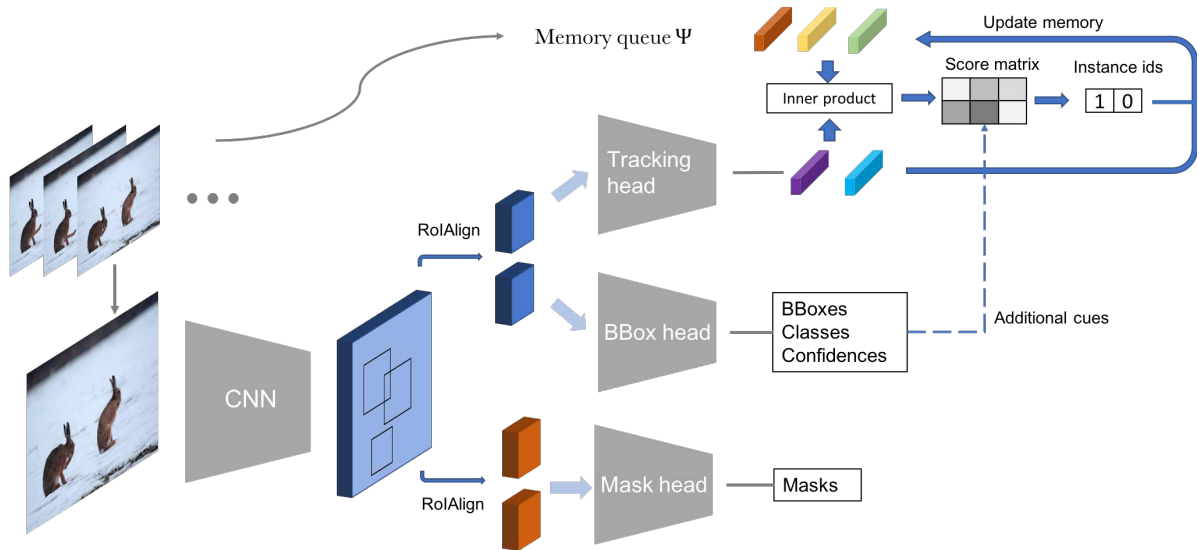 Memory queue Ψ
Update memory
Score matrix
Instance ids
Inner product
1 0
Tracking
head
RoIAlign
BBox head
BBoxes
Classes
Confidences
Additional cues
CNN
RoIAlign
Mask head
Masks